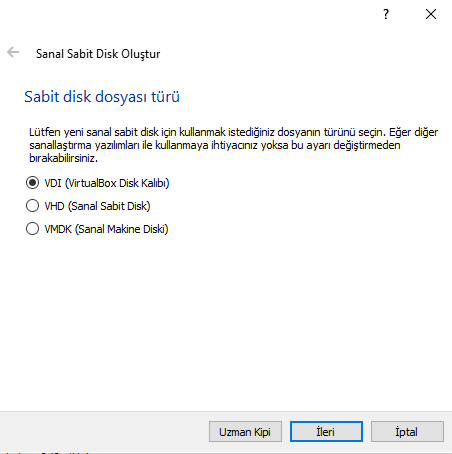 ?
Sanal Sabit Disk Oluştur
Sabit disk dosyası türü
Lütfen yeni sanal sabit disk için kullanmak istediğiniz dosyanın türünü seçin. Eğer diğer
sanallaştırma yazılımları ile kullanmaya ihtiyacınız yoksa bu ayarı değiştirmeden
bırakabilirsiniz.
VDI (VirtualBox Disk Kalıbı)
VHD (Sanal Sabit Disk)
VMDK (Sanal Makine Diski)
Uzman Kipi
İleri
İptal